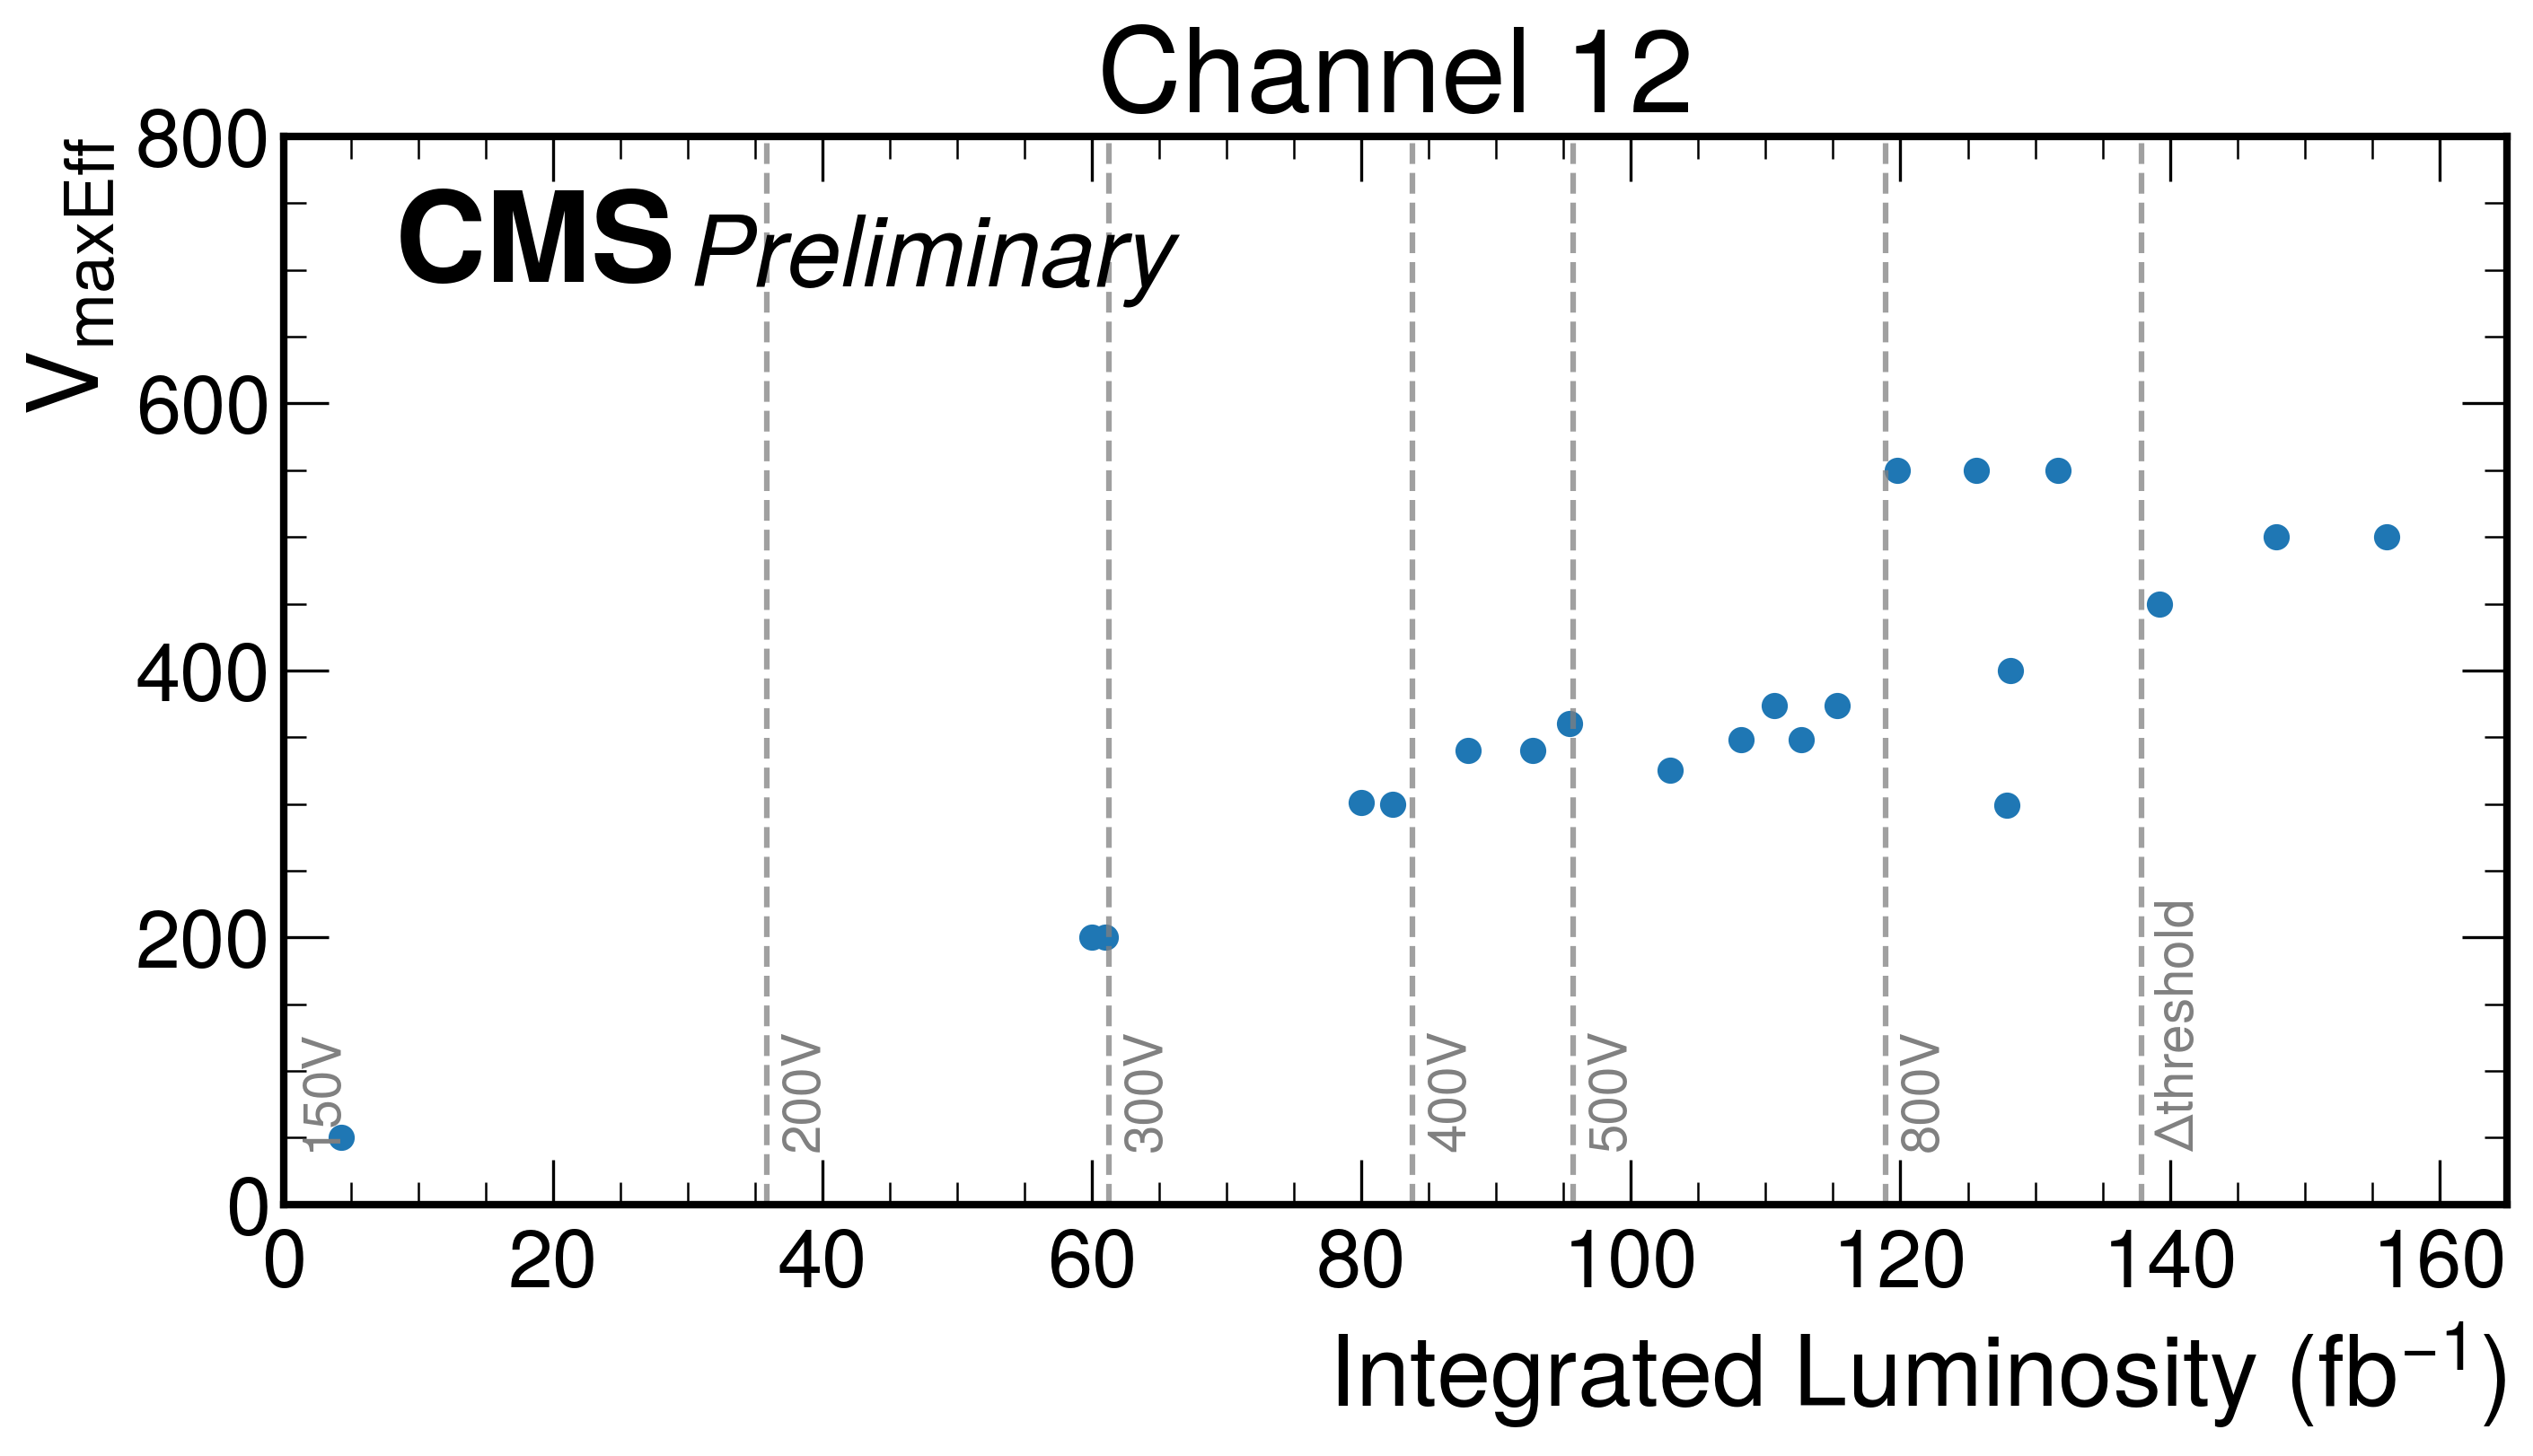 Channel 12
V_maxEff
800
600
400
200
0
CMS Preliminary
150V
200V
300V
400V
500V
800V
Δthreshold
0 20 40 60 80 100 120 140 160
Integrated Luminosity (fb⁻¹)